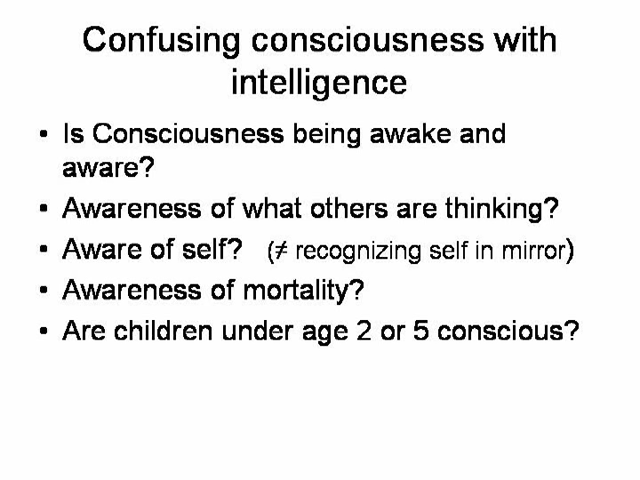 Confusing consciousness with
intelligence
• Is Consciousness being awake and
aware?
• Awareness of what others are thinking?
• Aware of self? (≠ recognizing self in mirror)
• Awareness of mortality?
• Are children under age 2 or 5 conscious?